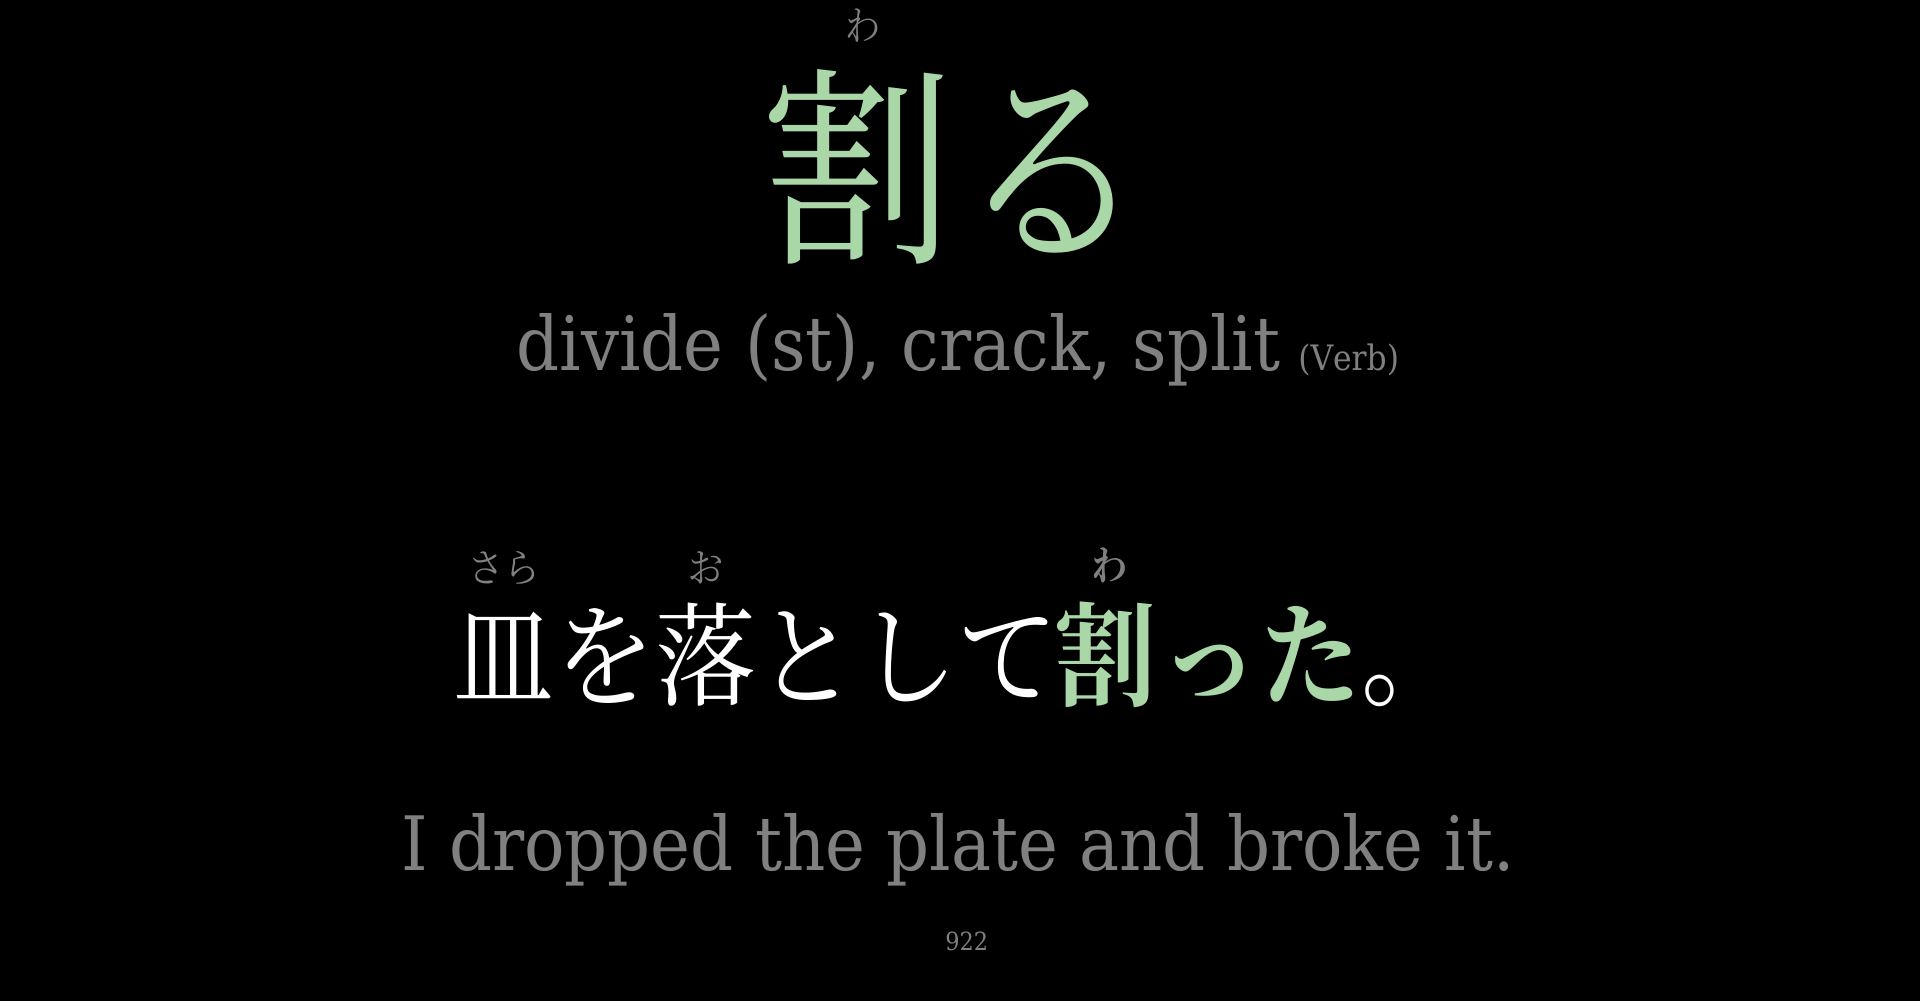 わ
割る
divide (st), crack, split (Verb)
さら お わ
皿を落として割った。
I dropped the plate and broke it.
922